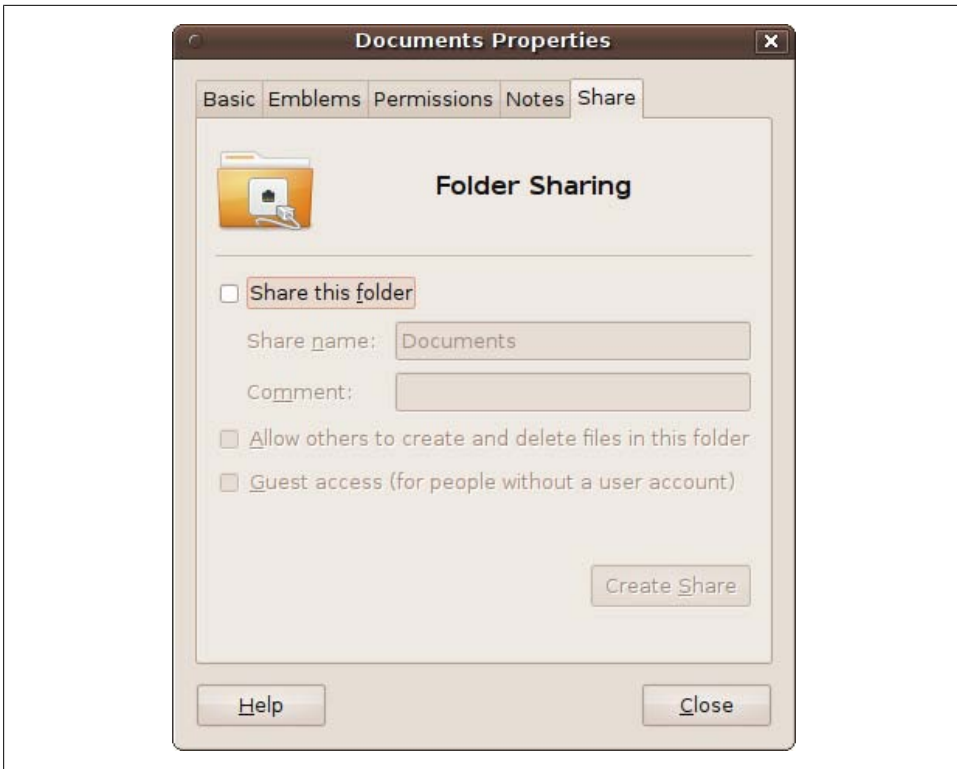 Documents Properties
Basic Emblems Permissions Notes Share
Folder Sharing
Share this folder
Share name: Documents
Comment:
Allow others to create and delete files in this folder
Guest access (for people without a user account)
Create Share
Help Close